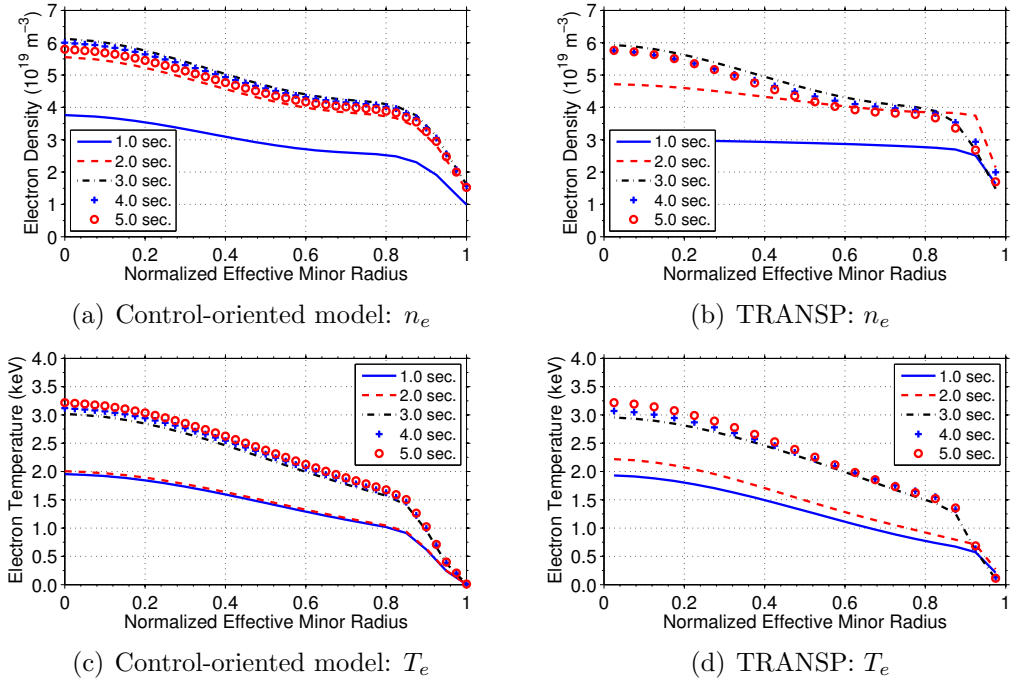 7
6
5
4
3
2
1
0
Electron Density (10^19 m^-3)
1.0 sec.
2.0 sec.
3.0 sec.
4.0 sec.
5.0 sec.
0 0.2 0.4 0.6 0.8 1
Normalized Effective Minor Radius
(a) Control-oriented model: n_e
7
6
5
4
3
2
1
0
Electron Density (10^19 m^-3)
1.0 sec.
2.0 sec.
3.0 sec.
4.0 sec.
5.0 sec.
0 0.2 0.4 0.6 0.8 1
Normalized Effective Minor Radius
(b) TRANSP: n_e
4.0
3.5
3.0
2.5
2.0
1.5
1.0
0.5
0.0
Electron Temperature (keV)
1.0 sec.
2.0 sec.
3.0 sec.
4.0 sec.
5.0 sec.
0 0.2 0.4 0.6 0.8 1
Normalized Effective Minor Radius
(c) Control-oriented model: T_e
4.0
3.5
3.0
2.5
2.0
1.5
1.0
0.5
0.0
Electron Temperature (keV)
1.0 sec.
2.0 sec.
3.0 sec.
4.0 sec.
5.0 sec.
0 0.2 0.4 0.6 0.8 1
Normalized Effective Minor Radius
(d) TRANSP: T_e